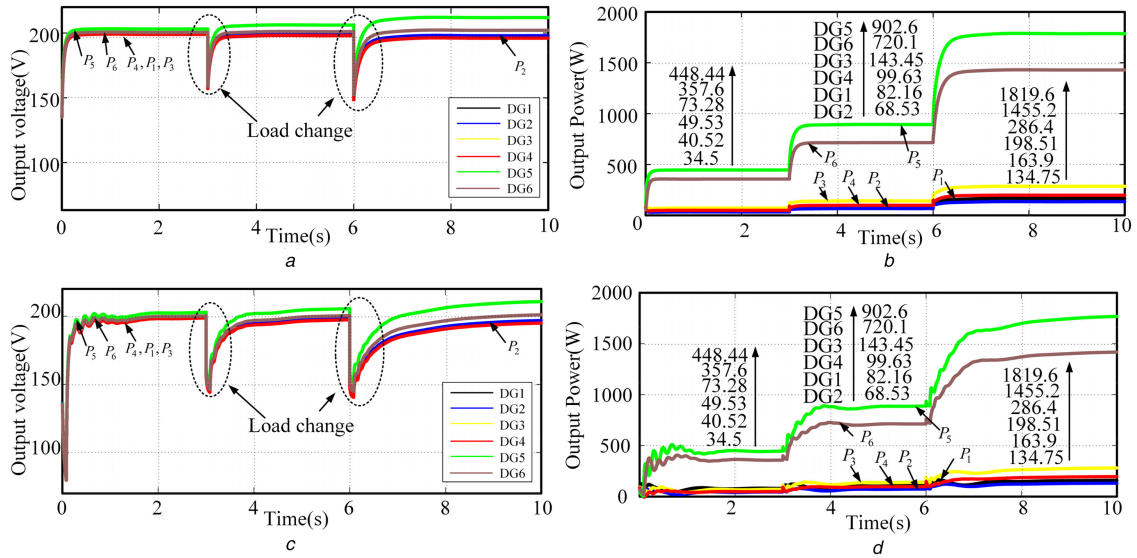 Output voltage(V)
200
150
100
0
2
4
6
8
10
Time(s)
P5
P6
P4, P1, P3
P2
Load change
DG1
DG2
DG3
DG4
DG5
DG6
a
Output Power(W)
2000
1500
1000
500
0
0
2
4
6
8
10
Time(s)
448.44
357.6
73.28
49.53
40.52
34.5
DG5 902.6
DG6 720.1
DG3 143.45
DG4 99.63
DG1 82.16
DG2 68.53
1819.6
1455.2
286.4
198.51
163.9
134.75
P6
P5
P3
P4
P2
P1
b
Output voltage(V)
200
150
100
0
2
4
6
8
10
Time(s)
P5
P6
P4, P1, P3
P2
Load change
DG1
DG2
DG3
DG4
DG5
DG6
c
Output Power(W)
2000
1500
1000
500
0
0
2
4
6
8
10
Time(s)
448.44
357.6
73.28
49.53
40.52
34.5
DG5 902.6
DG6 720.1
DG3 143.45
DG4 99.63
DG1 82.16
DG2 68.53
1819.6
1455.2
286.4
198.51
163.9
134.75
P6
P5
P3
P4
P2
P1
d